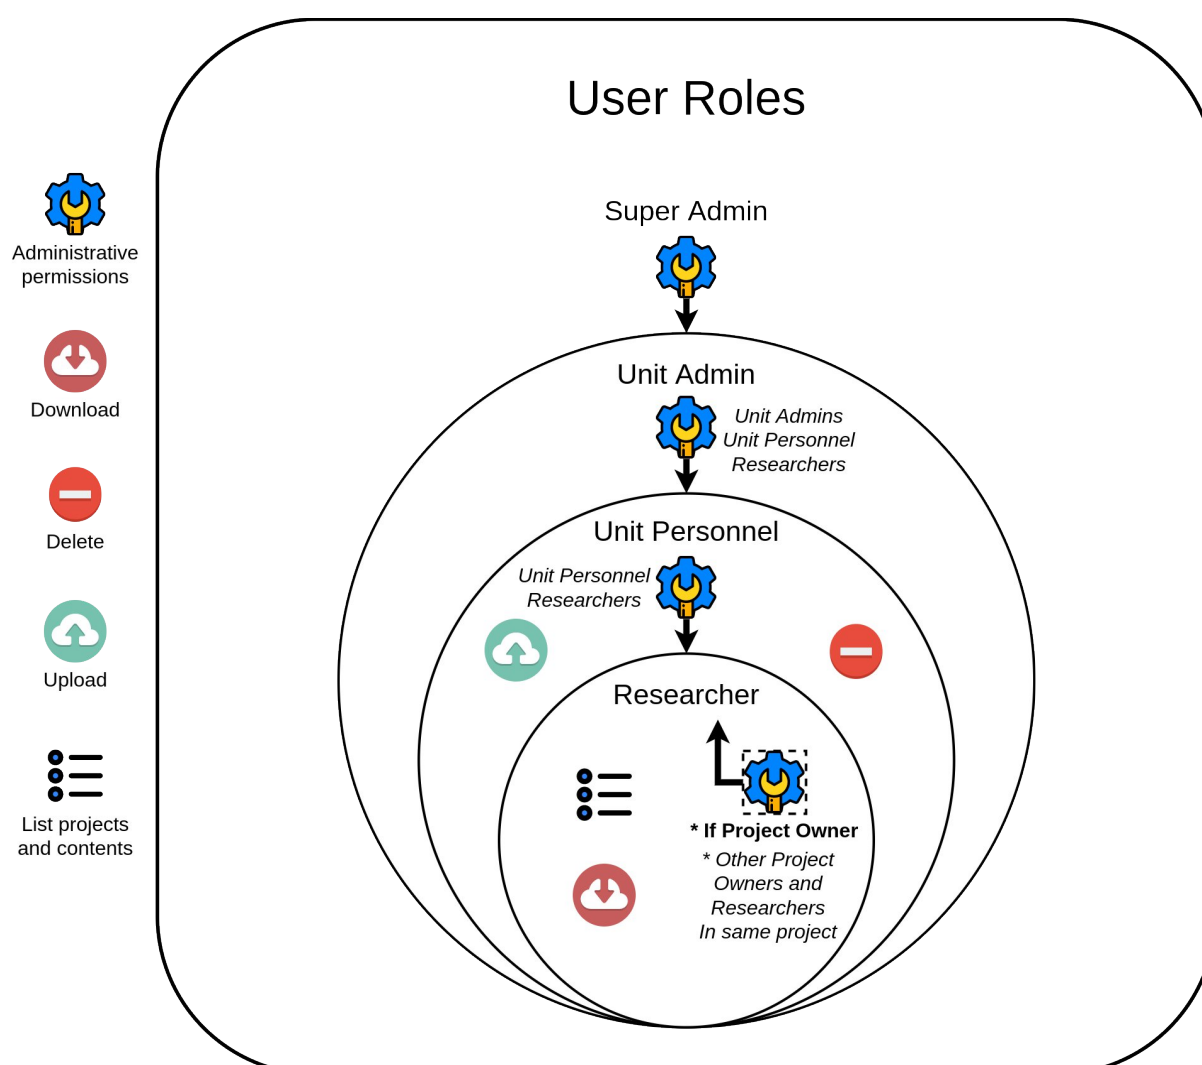 User Roles
Administrative
permissions
Download
Delete
Upload
List projects
and contents
Super Admin
Unit Admin
Unit Admins
Unit Personnel
Researchers
Unit Personnel
Unit Personnel
Researchers
Researcher
* If Project Owner
* Other Project
Owners and
Researchers
In same project